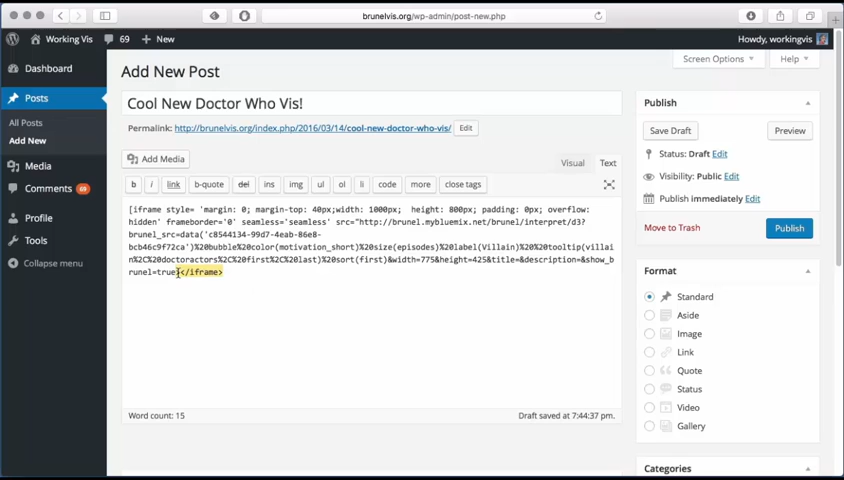 brunelvis.org/wp-admin/post-new.php
Working Vis 69 + New Howdy, workingvis
Dashboard
Posts
All Posts
Add New
Media
Comments 69
Profile
Tools
Collapse menu
Screen Options Help
Add New Post
Cool New Doctor Who Vis!
Permalink: http://brunelvis.org/index.php/2016/03/14/cool-new-doctor-who-vis/ Edit
Add Media
Visual Text
b i link b-quote del ins img ul ol li code more close tags
[iframe style= 'margin: 0; margin-top: 40px;width: 1000px; height: 800px; padding: 0px; overflow:
hidden' frameborder='0' seamless='seamless' src="http://brunel.mybluemix.net/brunel/interpret/d3?
brunel_src=data('c8544134-99d7-4eab-86e8-
bcb46c9f72ca')%20bubble%20color(motivation_short)%20size(episodes)%20label(Villain)%20%20tooltip(villai
n%2C%20doctoractors%2C%20first%2C%20last)%20sort(first)&width=775&height=425&title=&description=&show_b
runel=true</iframe>
Word count: 15 Draft saved at 7:44:37 pm.
Publish
Save Draft Preview
Status: Draft Edit
Visibility: Public Edit
Publish immediately Edit
Move to Trash Publish
Format
Standard
Aside
Image
Link
Quote
Status
Video
Gallery
Categories